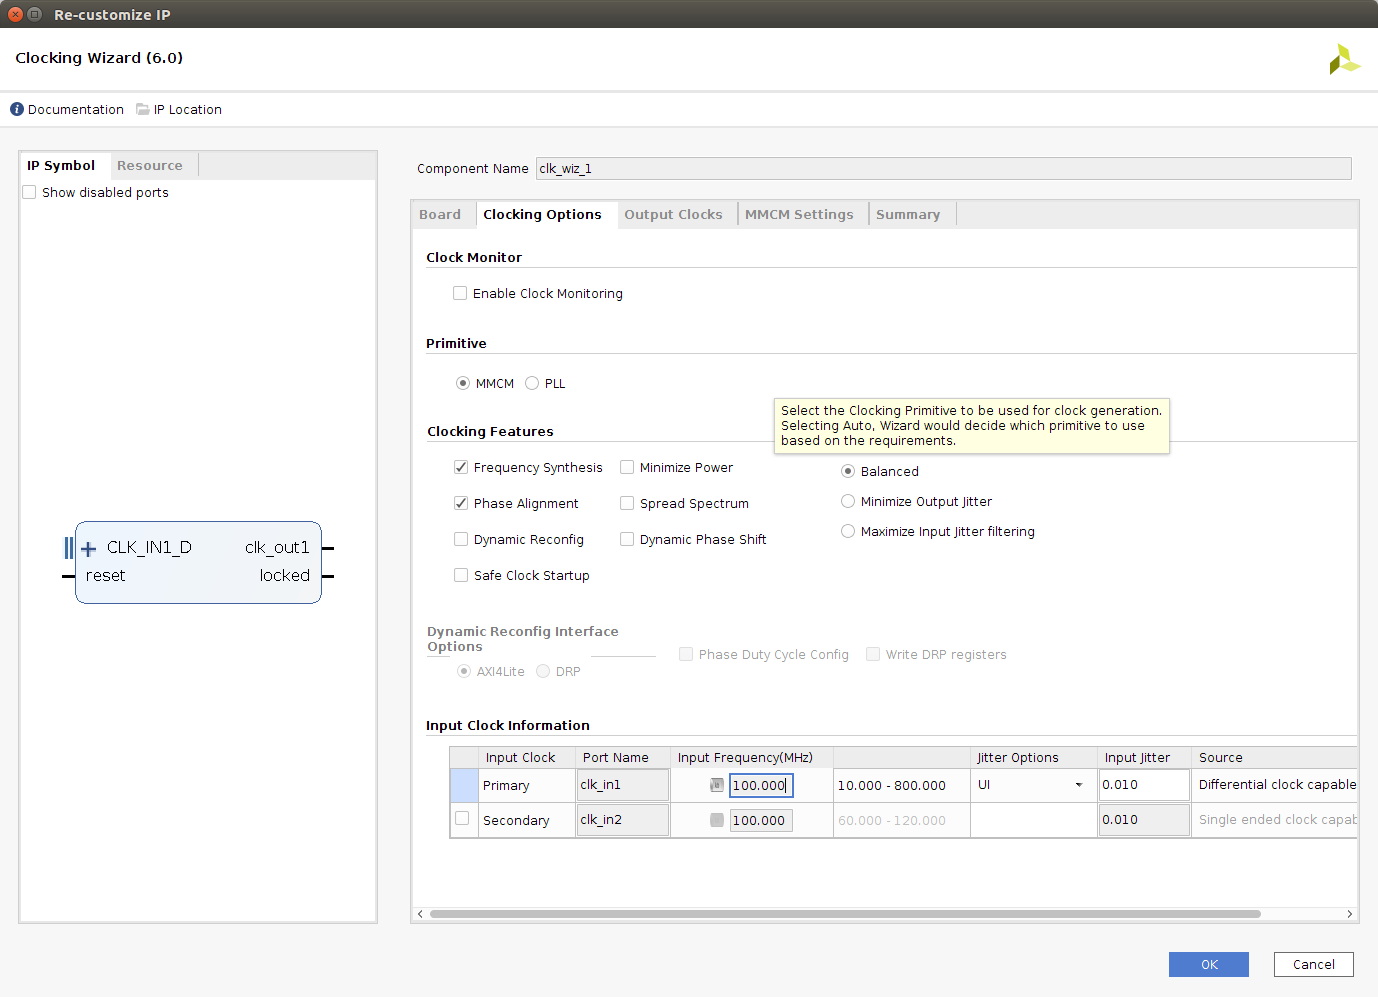 Re-customize IP
Clocking Wizard (6.0)
Documentation IP Location
IP Symbol Resource
Show disabled ports
CLK_IN1_D clk_out1
reset locked
Component Name clk_wiz_1
Board Clocking Options Output Clocks MMCM Settings Summary
Clock Monitor
Enable Clock Monitoring
Primitive
MMCM PLL
Select the Clocking Primitive to be used for clock generation.
Selecting Auto, Wizard would decide which primitive to use
based on the requirements.
Clocking Features
Frequency Synthesis Minimize Power Balanced
Phase Alignment Spread Spectrum Minimize Output Jitter
Dynamic Reconfig Dynamic Phase Shift Maximize Input Jitter filtering
Safe Clock Startup
Dynamic Reconfig Interface
Options
Phase Duty Cycle Config Write DRP registers
AXI4Lite DRP
Input Clock Information
Input Clock Port Name Input Frequency(MHz) Jitter Options Input Jitter Source
Primary clk_in1 100.000 10.000 - 800.000 UI 0.010 Differential clock capable
Secondary clk_in2 100.000 60.000 - 120.000 0.010 Single ended clock capab
OK Cancel